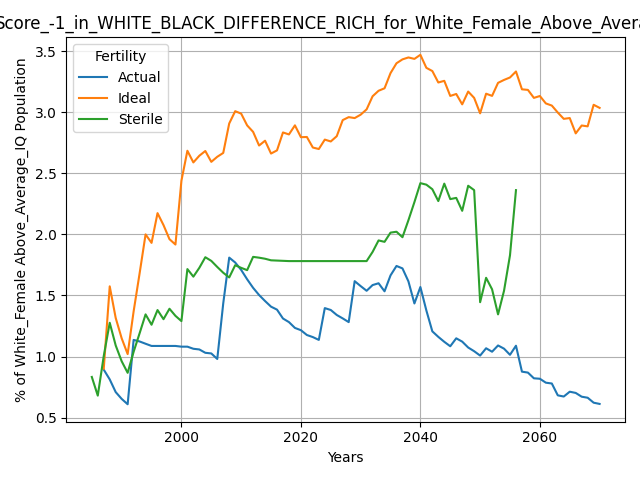 Score_-1_in_WHITE_BLACK_DIFFERENCE_RICH_for_White_Female_Above_Avera
Fertility
Actual
Ideal
Sterile
% of White_Female Above_Average_IQ Population
3.5
3.0
2.5
2.0
1.5
1.0
0.5
2000
2020
2040
2060
Years